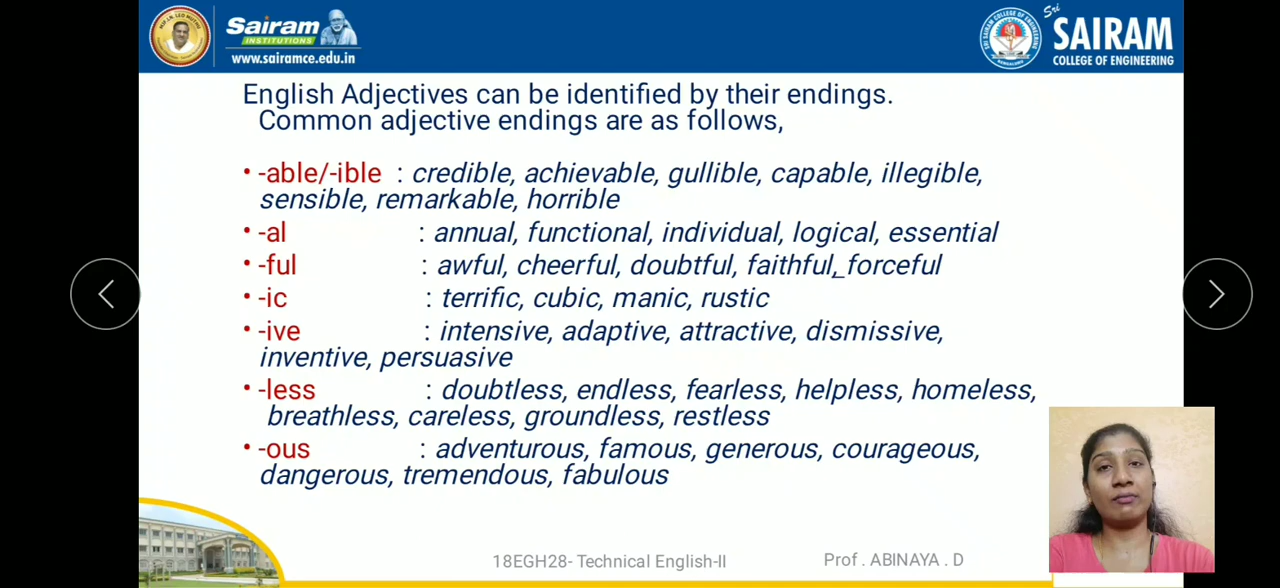 Sairam
INSTITUTIONS
www.sairamce.edu.in
Sri
SAIRAM
COLLEGE OF ENGINEERING
English Adjectives can be identified by their endings.
Common adjective endings are as follows,
• -able/-ible : credible, achievable, gullible, capable, illegible,
sensible, remarkable, horrible
• -al : annual, functional, individual, logical, essential
• -ful : awful, cheerful, doubtful, faithful, forceful
• -ic : terrific, cubic, manic, rustic
• -ive : intensive, adaptive, attractive, dismissive,
inventive, persuasive
• -less : doubtless, endless, fearless, helpless, homeless,
breathless, careless, groundless, restless
• -ous : adventurous, famous, generous, courageous,
dangerous, tremendous, fabulous
18EGH28- Technical English-II
Prof . ABINAYA . D